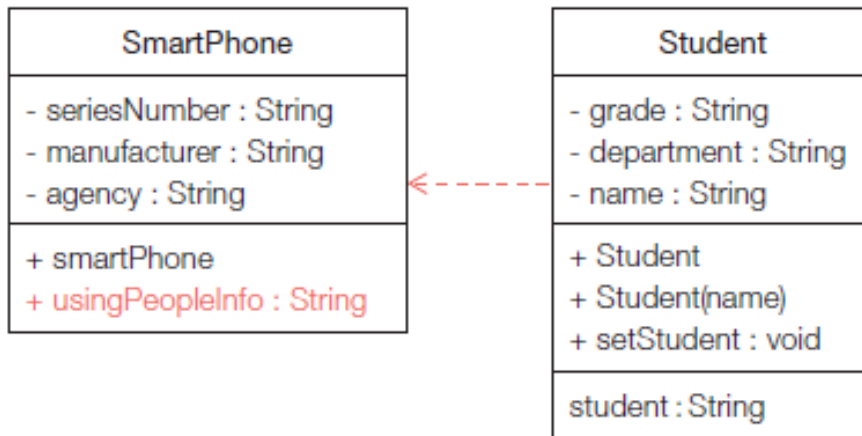 SmartPhone
- seriesNumber : String
- manufacturer : String
- agency : String
+ smartPhone
+ usingPeopleInfo : String
Student
- grade : String
- department : String
- name : String
+ Student
+ Student(name)
+ setStudent : void
student : String